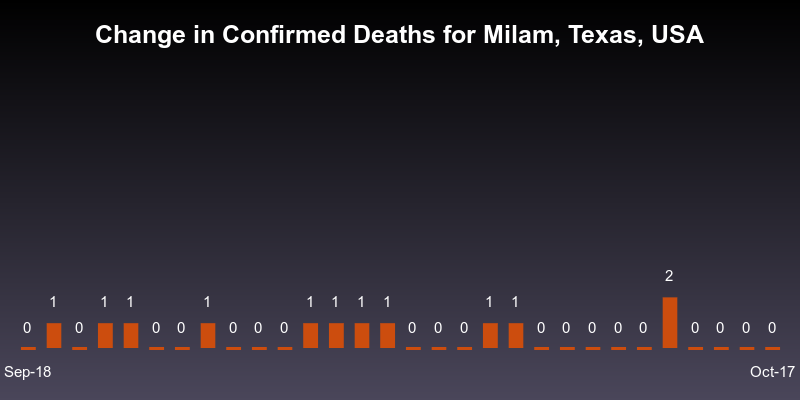 Change in Confirmed Deaths for Milam, Texas, USA
2
1 1 1 1 1 1 1 1 1 1
0 0 0 0 0 0 0 0 0 0 0 0 0 0 0 0 0 0 0
Sep-18 Oct-17